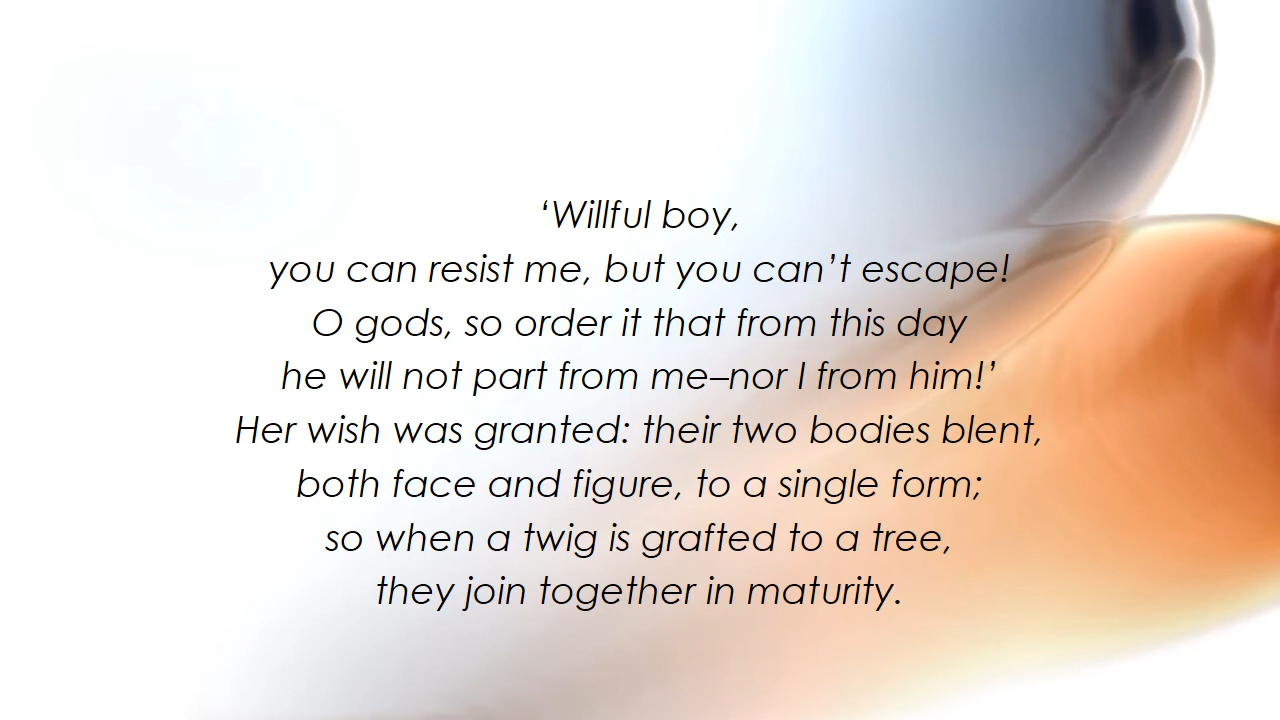 ‘Willful boy,
you can resist me, but you can’t escape!
O gods, so order it that from this day
he will not part from me–nor I from him!’
Her wish was granted: their two bodies blent,
both face and figure, to a single form;
so when a twig is grafted to a tree,
they join together in maturity.